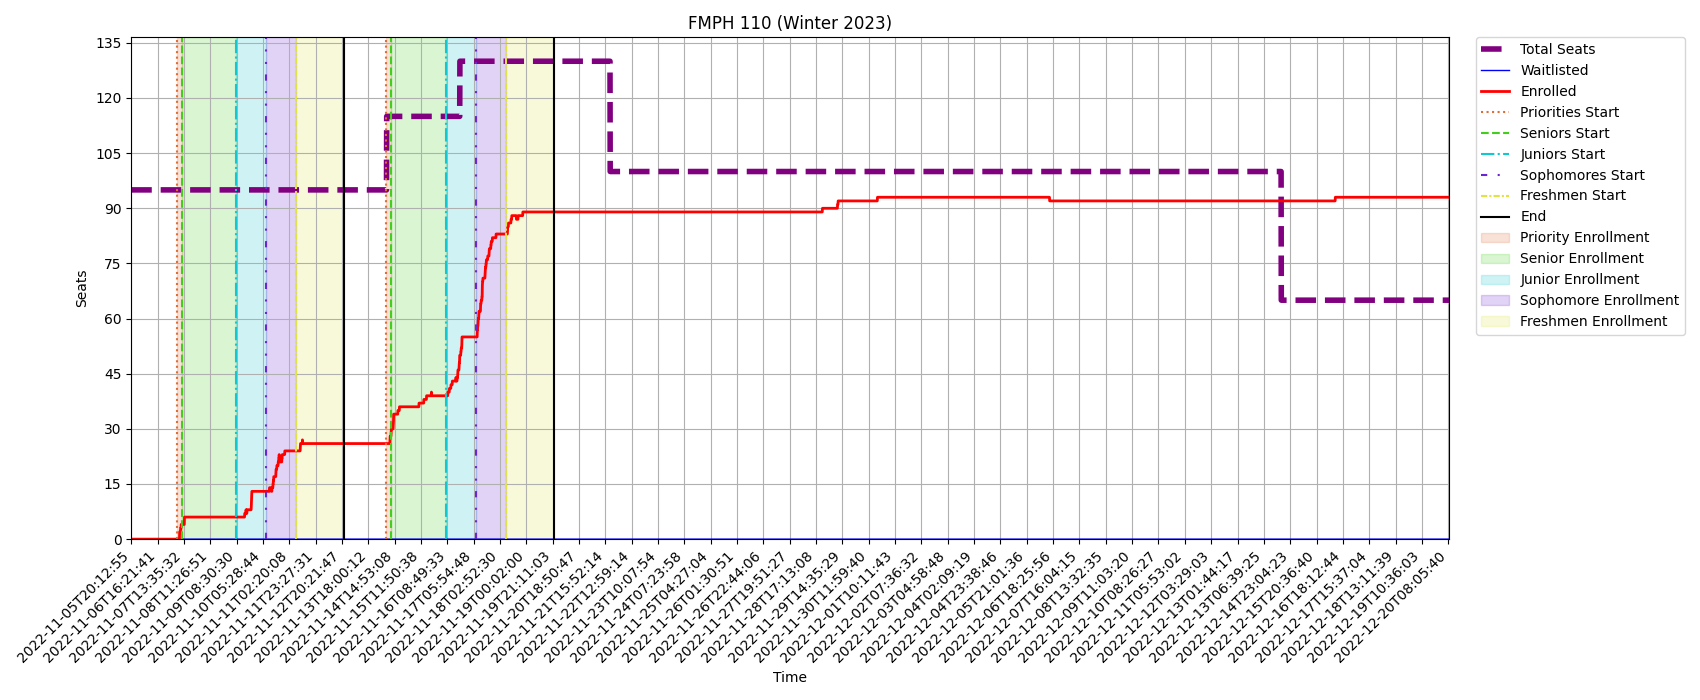 FMPH 110 (Winter 2023)
135
120
105
90
75
60
45
30
15
0
Seats
2022-11-05T20:12:55
2022-11-06T16:21:41
2022-11-07T13:35:32
2022-11-08T11:26:51
2022-11-09T08:30:30
2022-11-10T05:28:44
2022-11-11T02:20:09
2022-11-11T23:27:31
2022-11-12T20:21:47
2022-11-13T18:00:12
2022-11-14T14:53:08
2022-11-15T11:50:38
2022-11-16T08:49:33
2022-11-17T05:54:48
2022-11-18T02:52:30
2022-11-19T00:02:00
2022-11-19T21:11:03
2022-11-20T18:50:47
2022-11-21T15:52:14
2022-11-22T12:59:14
2022-11-23T10:07:54
2022-11-24T07:23:58
2022-11-25T04:27:04
2022-11-26T01:30:51
2022-11-26T22:44:06
2022-11-27T19:51:27
2022-11-28T17:13:08
2022-11-29T14:35:29
2022-11-30T11:59:40
2022-12-01T10:11:43
2022-12-02T07:36:32
2022-12-03T04:58:48
2022-12-04T02:09:19
2022-12-04T23:38:46
2022-12-05T21:01:36
2022-12-06T18:25:56
2022-12-07T16:04:15
2022-12-08T13:32:35
2022-12-09T11:03:20
2022-12-10T08:26:27
2022-12-11T05:53:02
2022-12-12T03:29:03
2022-12-13T01:44:17
2022-12-13T06:39:25
2022-12-14T23:04:23
2022-12-15T20:36:40
2022-12-16T18:12:44
2022-12-17T15:37:04
2022-12-18T13:11:39
2022-12-19T10:36:03
2022-12-20T08:05:40
Time
Total Seats
Waitlisted
Enrolled
Priorities Start
Seniors Start
Juniors Start
Sophomores Start
Freshmen Start
End
Priority Enrollment
Senior Enrollment
Junior Enrollment
Sophomore Enrollment
Freshmen Enrollment